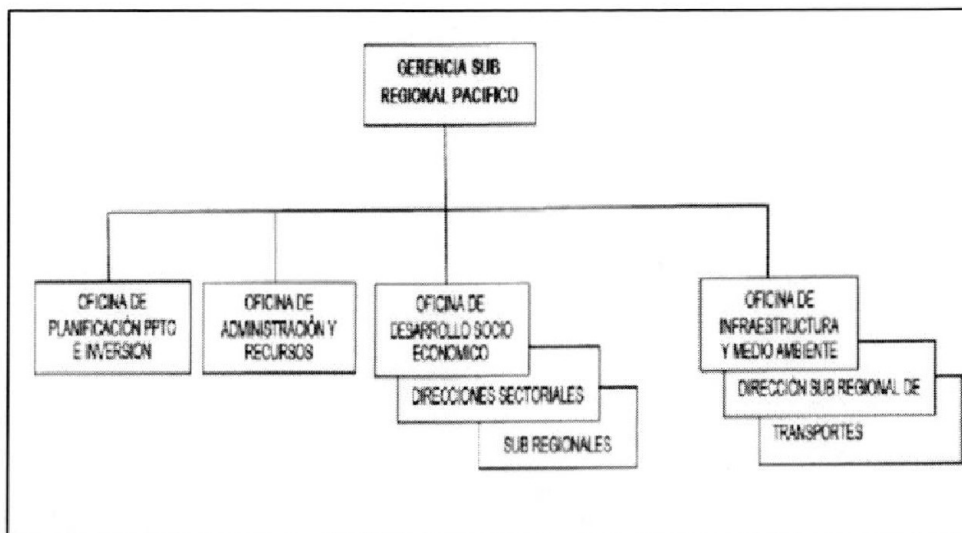 GERENCIA SUB
REGIONAL PACIFICO
OFICINA DE
PLANIFICACIÓN PPTO
E INVERSION
OFICINA DE
ADMINISTRACIÓN Y
RECURSOS
OFICINA DE
DESARROLLO SOCIO
ECONOMICO
DIRECCIONES SECTORIALES
SUB REGIONALES
OFICINA DE
INFRAESTRUCTURA
Y MEDIO AMBIENTE
DIRECCIÓN SUB REGIONAL DE
TRANSPORTES